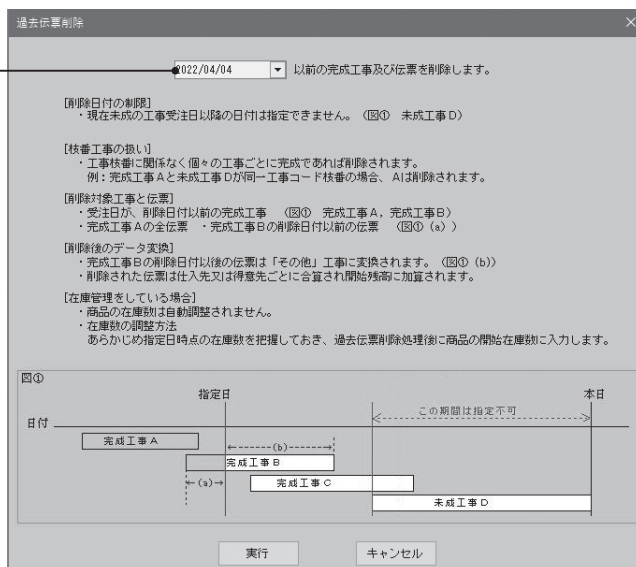 過去伝票削除
×
2022/04/04 以前の完成工事及び伝票を削除します。
[削除日付の制限]
・現在未成の工事受注日以降の日付は指定できません。（図① 未成工事D）
[枝番工事の扱い]
・工事枝番に関係なく個々の工事ごとに完成であれば削除されます。
例：完成工事Aと未成工事Dが同一工事コード枝番の場合、Aは削除されます。
[削除対象工事と伝票]
・受注日が、削除日付以前の完成工事 （図① 完成工事A，完成工事B）
・完成工事Aの全伝票 ・完成工事Bの削除日付以前の伝票 （図①（a））
[削除後のデータ変換]
・完成工事Bの削除日付以後の伝票は「その他」工事に変換されます。（図①（b））
・削除された伝票は仕入先又は得意先ごとに合算され開始残高に加算されます。
[在庫管理をしている場合]
・商品の在庫数は自動調整されません。
・在庫数の調整方法
あらかじめ指定日時点の在庫数を把握しておき、過去伝票削除処理後に商品の開始在庫数に入力します。
図①
指定日
本日
この期間は指定不可
日付
完成工事A
(b)
完成工事B
(a)
完成工事C
未成工事D
実行
キャンセル